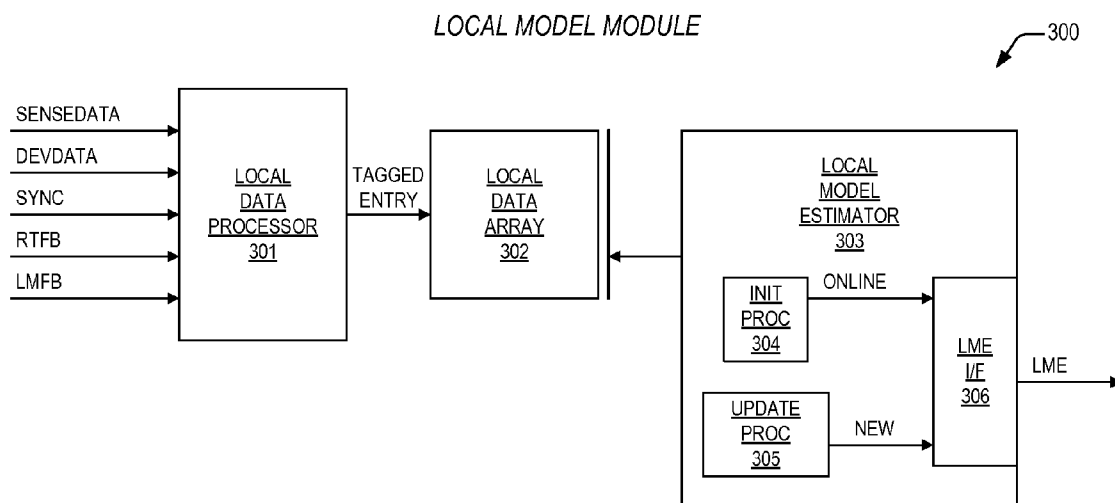 LOCAL MODEL MODULE
300
SENSEDATA
DEVDATA
SYNC
RTFB
LMFB
LOCAL
DATA
PROCESSOR
301
TAGGED
ENTRY
LOCAL
DATA
ARRAY
302
LOCAL
MODEL
ESTIMATOR
303
INIT
PROC
304
ONLINE
UPDATE
PROC
305
NEW
LME
I/F
306
LME